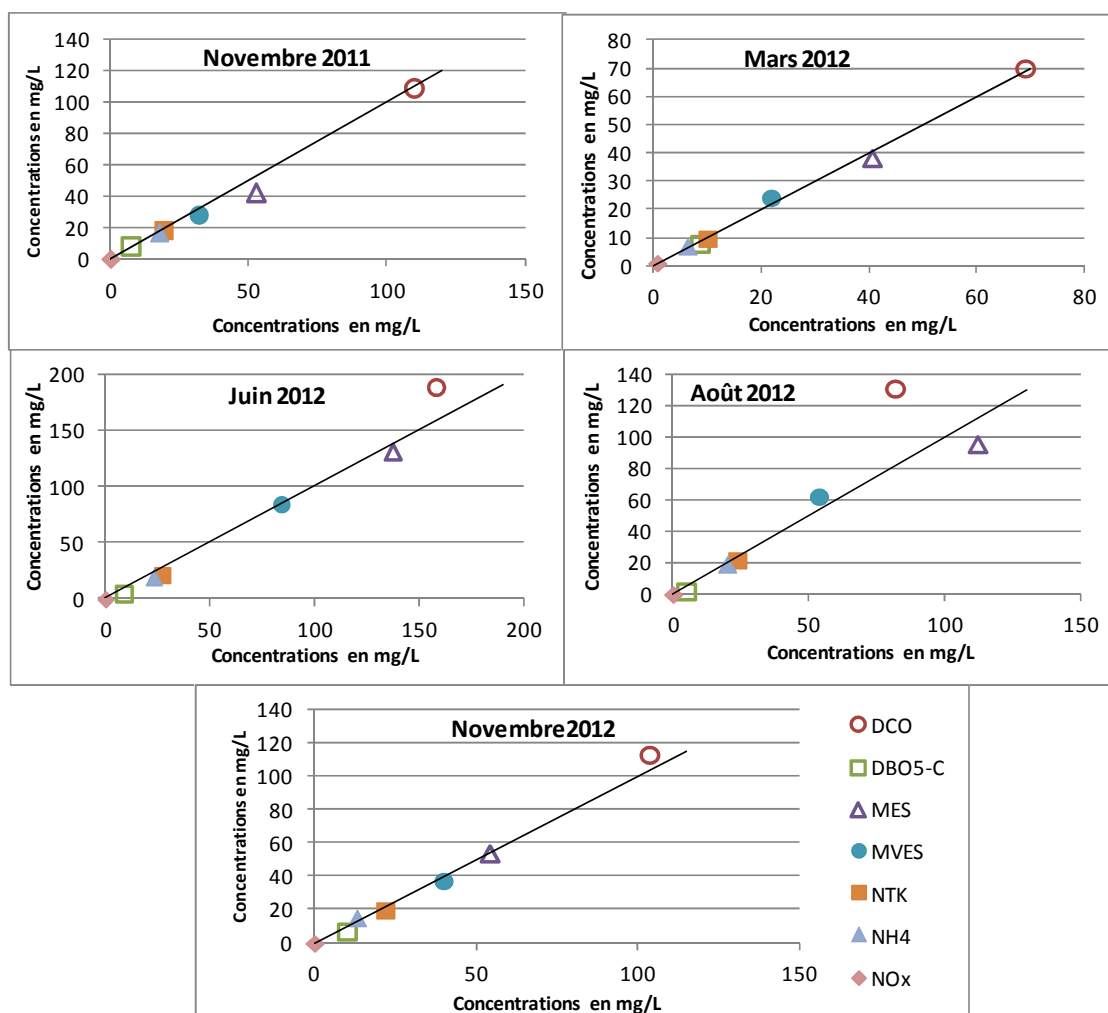 Novembre 2011
Concentrations en mg/L
140
120
100
80
60
40
20
0
0 50 100 150
Concentrations en mg/L
Mars 2012
Concentrations en mg/L
80
70
60
50
40
30
20
10
0
0 20 40 60 80
Concentrations en mg/L
Juin 2012
Concentrations en mg/L
200
150
100
50
0
0 50 100 150 200
Concentrations en mg/L
Août 2012
Concentrations en mg/L
140
120
100
80
60
40
20
0
0 50 100 150
Concentrations en mg/L
Novembre 2012
Concentrations en mg/L
140
120
100
80
60
40
20
0
0 50 100 150
Concentrations en mg/L
DCO
DBO5-C
MES
MVES
NTK
NH4
NOx